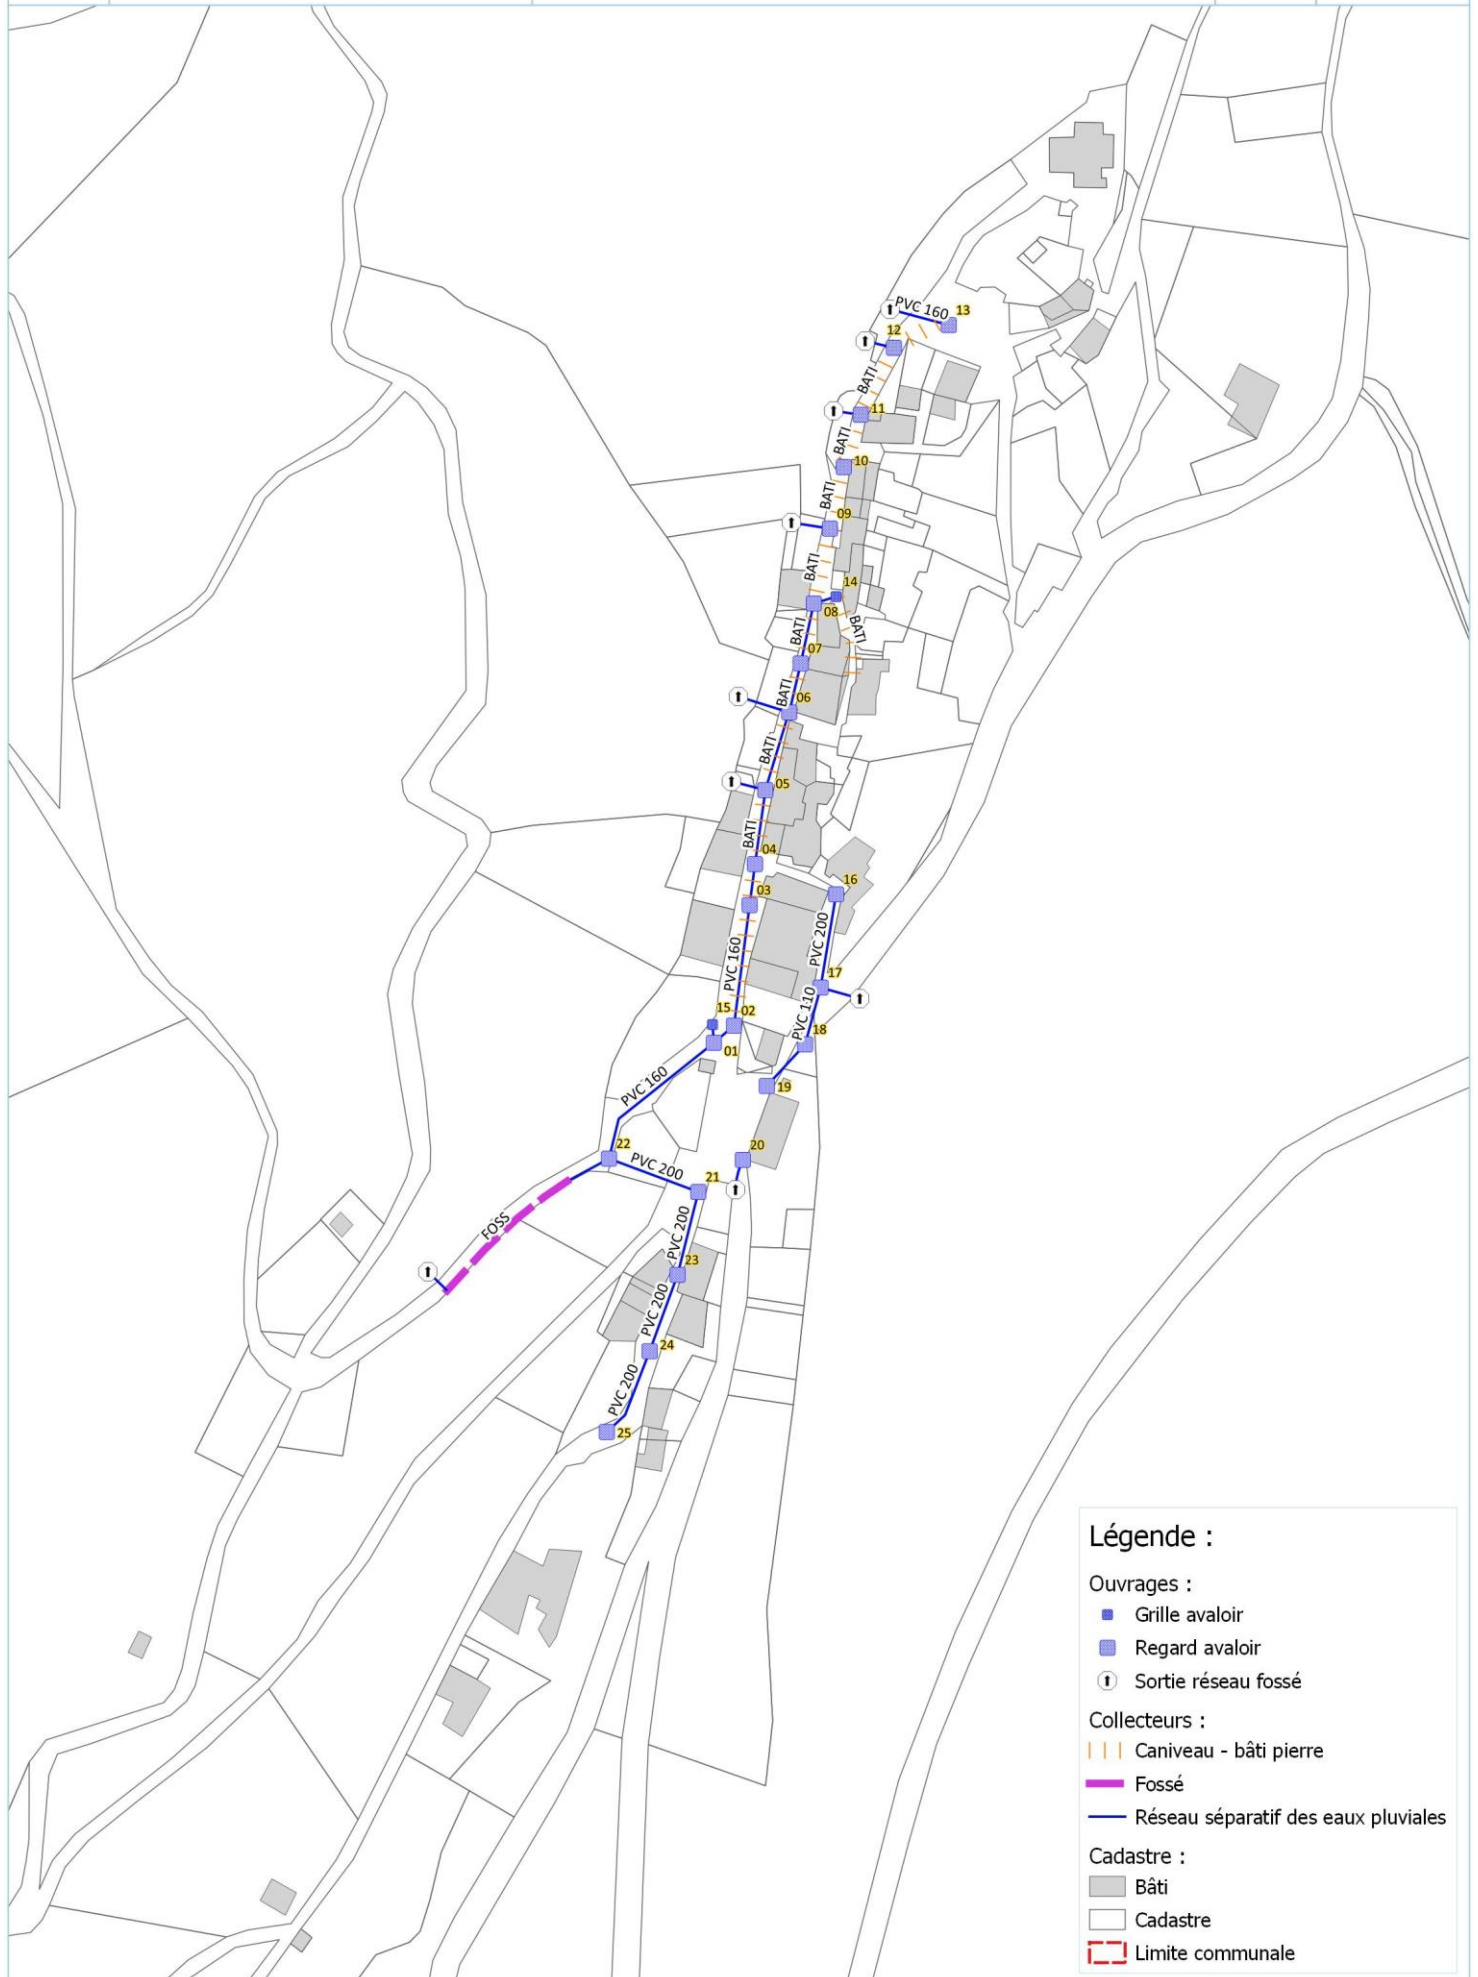 PVC 160
13
12
BATI
11
BATI
10
BATI
09
BATI
14
08
BATI
BATI
07
BATI
06
BATI
05
BATI
04
03
16
PVC 200
PVC 160
17
15
02
PVC 110
18
01
PVC 160
19
22
20
PVC 200
21
FOSS
PVC 200
23
PVC 200
24
PVC 200
25
Légende :
Ouvrages :
Grille avaloir
Regard avaloir
Sortie réseau fossé
Collecteurs :
Caniveau - bâti pierre
Fossé
Réseau séparatif des eaux pluviales
Cadastre :
Bâti
Cadastre
Limite communale